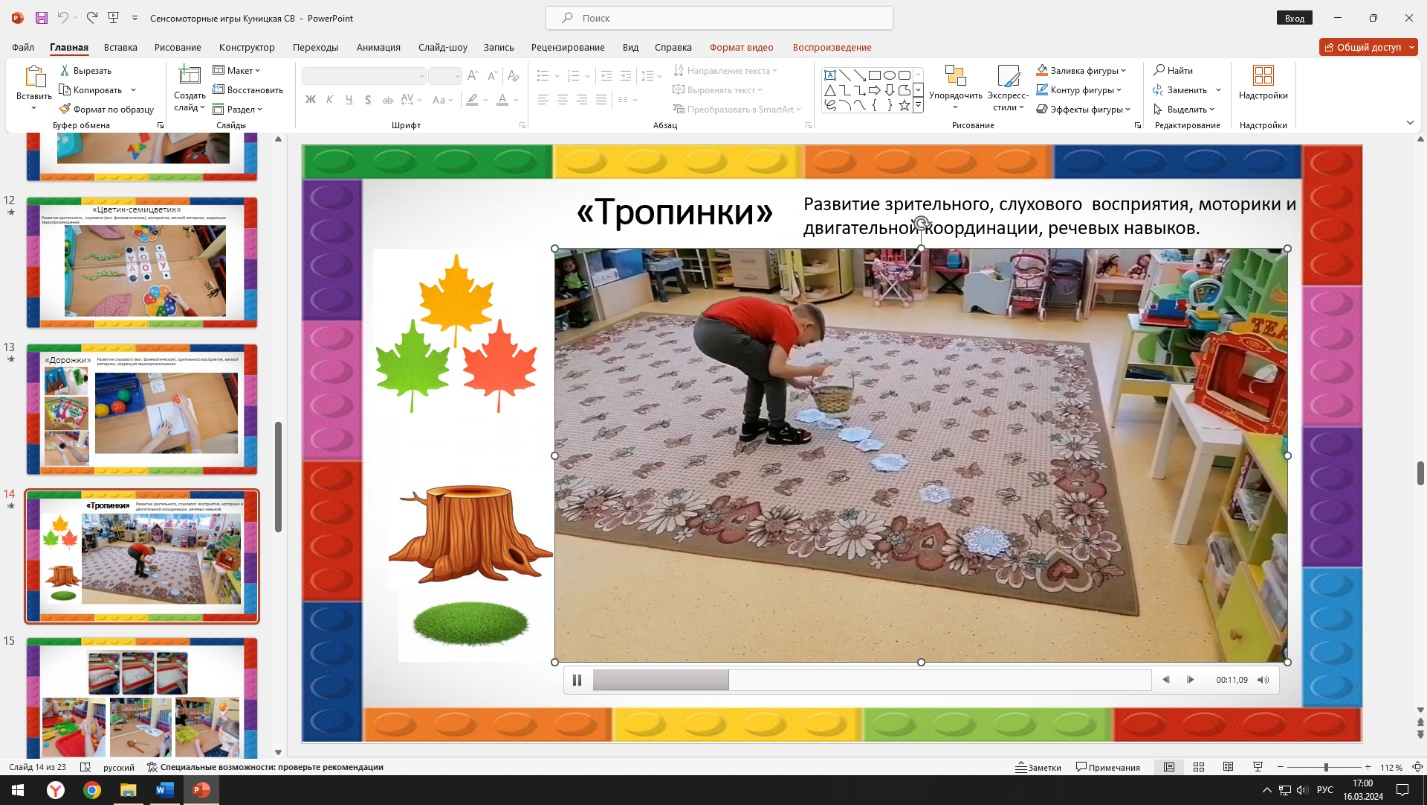 Сенсомоторные игры Куницкая СВ - PowerPoint
Поиск
Вход
Файл Главная Вставка Рисование Конструктор Переходы Анимация Слайд-шоу Запись Рецензирование Вид Справка Формат видео Воспроизведение
Общий доступ
Вставить
Вырезать
Копировать
Формат по образцу
Буфер обмена
Создать слайд
Макет
Восстановить
Раздел
Слайды
Ж К Ч S ab AV Aa A
Шрифт
Направление текста
Выровнять текст
Преобразовать в SmartArt
Абзац
Упорядочить
Экспресс-стили
Заливка фигуры
Контур фигуры
Эффекты фигуры
Рисование
Найти
Заменить
Выделить
Редактирование
Надстройки
Надстройки
12
«Цветик-семицветик»
13
«Дорожки»
14
«Тропинки»
15
«Тропинки»
Развитие зрительного, слухового восприятия, моторики и
двигательной координации, речевых навыков.
00:11,09
Слайд 14 из 23 русский Специальные возможности: проверьте рекомендации
Заметки Примечания 112 %
РУС
17:00
16.03.2024